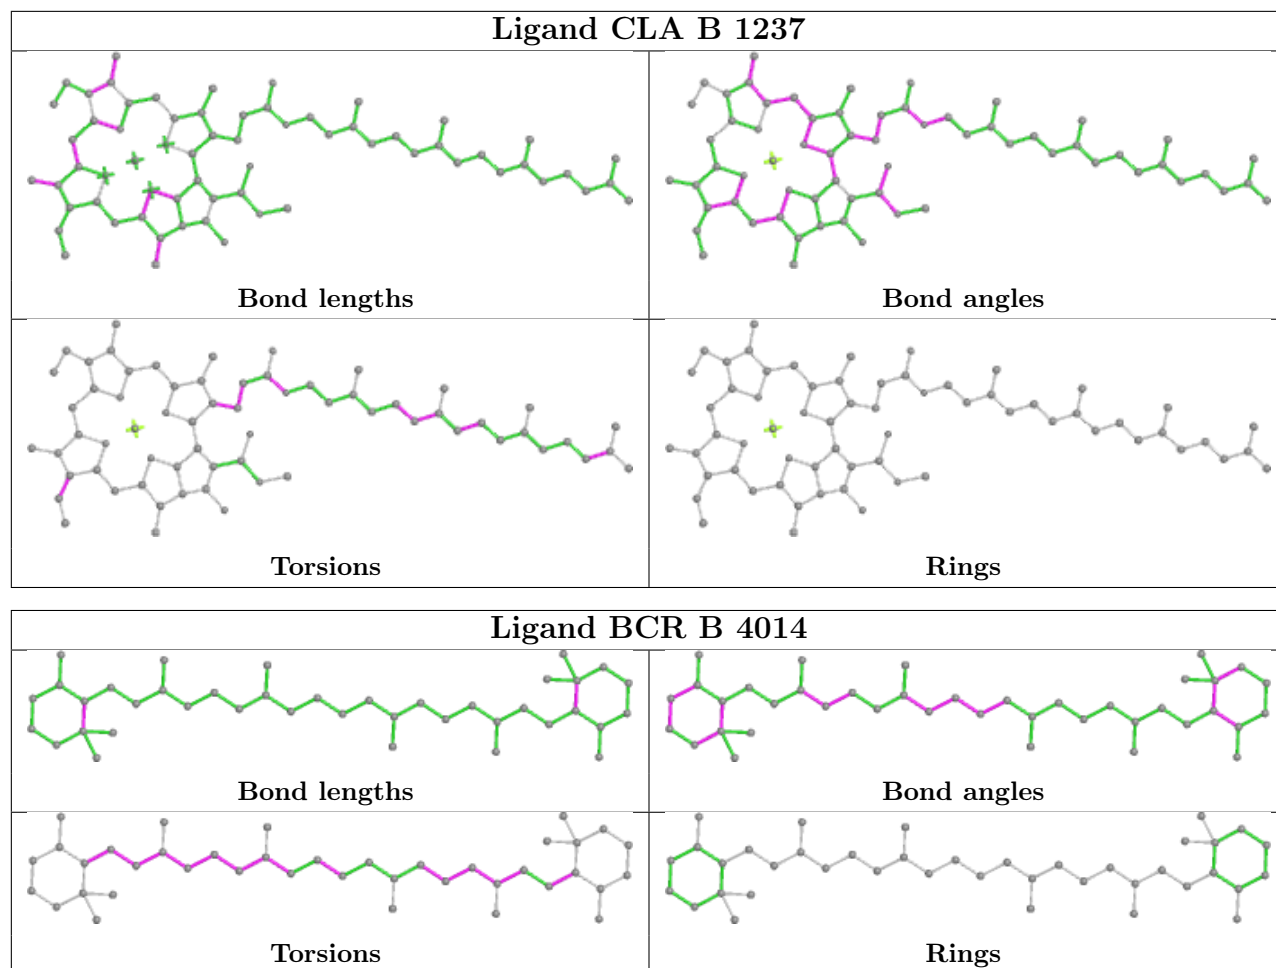 Ligand CLA B 1237
Bond lengths
Bond angles
Torsions
Rings
Ligand BCR B 4014
Bond lengths
Bond angles
Torsions
Rings